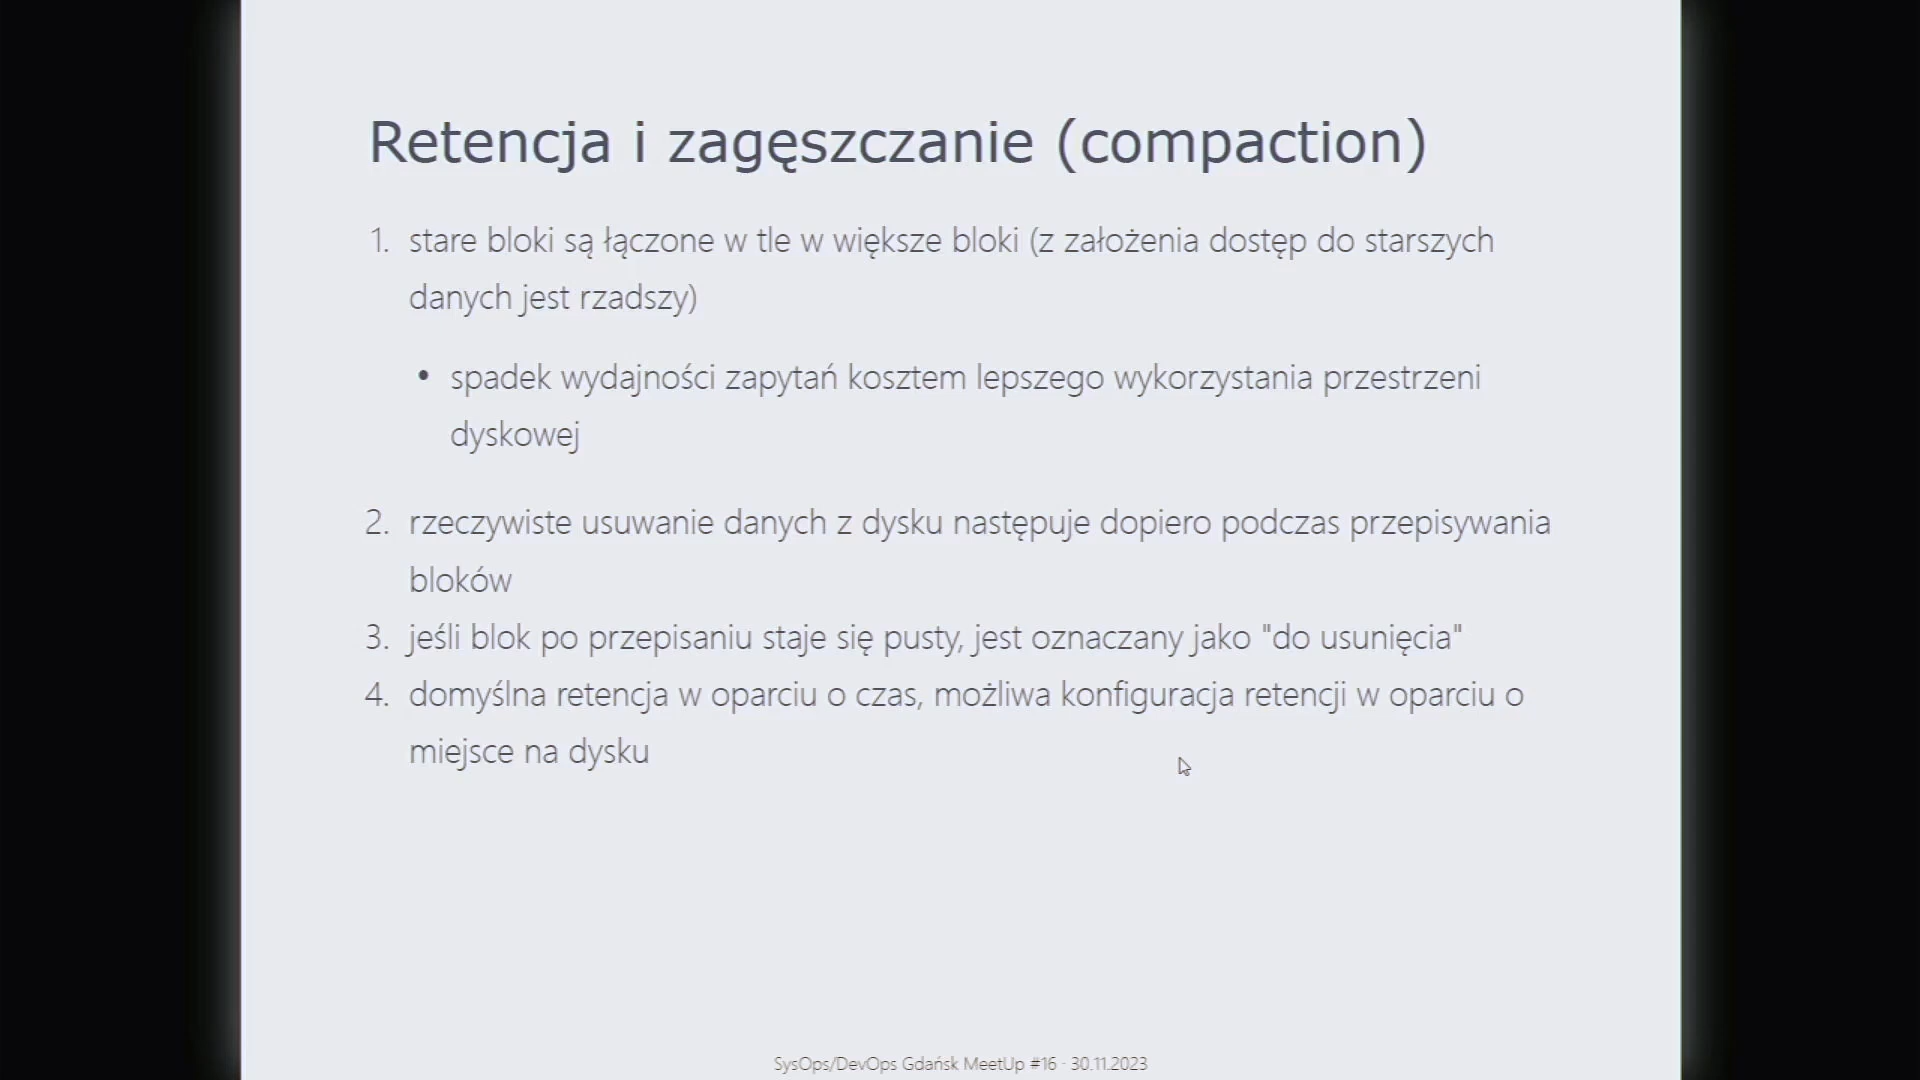 Retencja i zagęszczanie (compaction)
1. stare bloki są łączone w tle w większe bloki (z założenia dostęp do starszych
danych jest rzadszy)
• spadek wydajności zapytań kosztem lepszego wykorzystania przestrzeni
dyskowej
2. rzeczywiste usuwanie danych z dysku następuje dopiero podczas przepisywania
bloków
3. jeśli blok po przepisaniu staje się pusty, jest oznaczany jako "do usunięcia"
4. domyślna retencja w oparciu o czas, możliwa konfiguracja retencji w oparciu o
miejsce na dysku
SysOps/DevOps Gdańsk MeetUp #16 · 30.11.2023